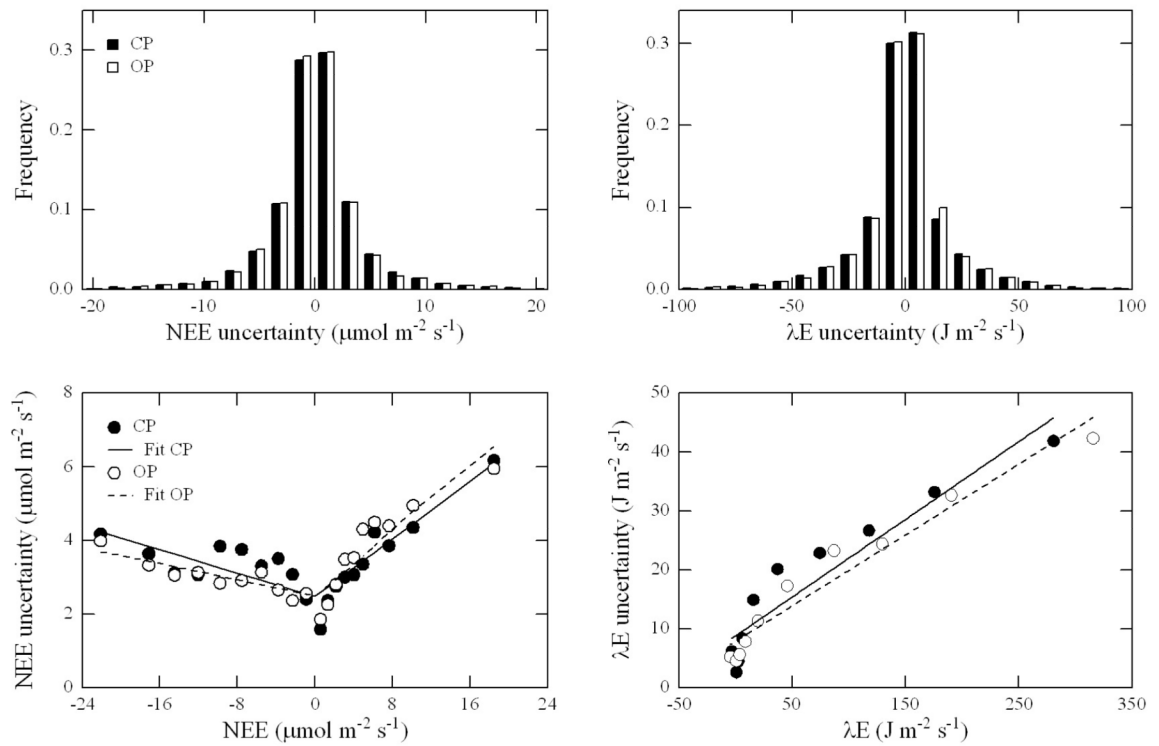 0.3
0.2
0.1
0.0
Frequency
CP
OP
-20
-10
0
10
20
NEE uncertainty (μmol m⁻² s⁻¹)
0.3
0.2
0.1
0.0
Frequency
-100
-50
0
50
100
λE uncertainty (J m⁻² s⁻¹)
8
6
4
2
0
NEE uncertainty (μmol m⁻² s⁻¹)
CP
Fit CP
OP
Fit OP
-24
-16
-8
0
8
16
24
NEE (μmol m⁻² s⁻¹)
50
40
30
20
10
0
λE uncertainty (J m⁻² s⁻¹)
-50
50
150
250
350
λE (J m⁻² s⁻¹)